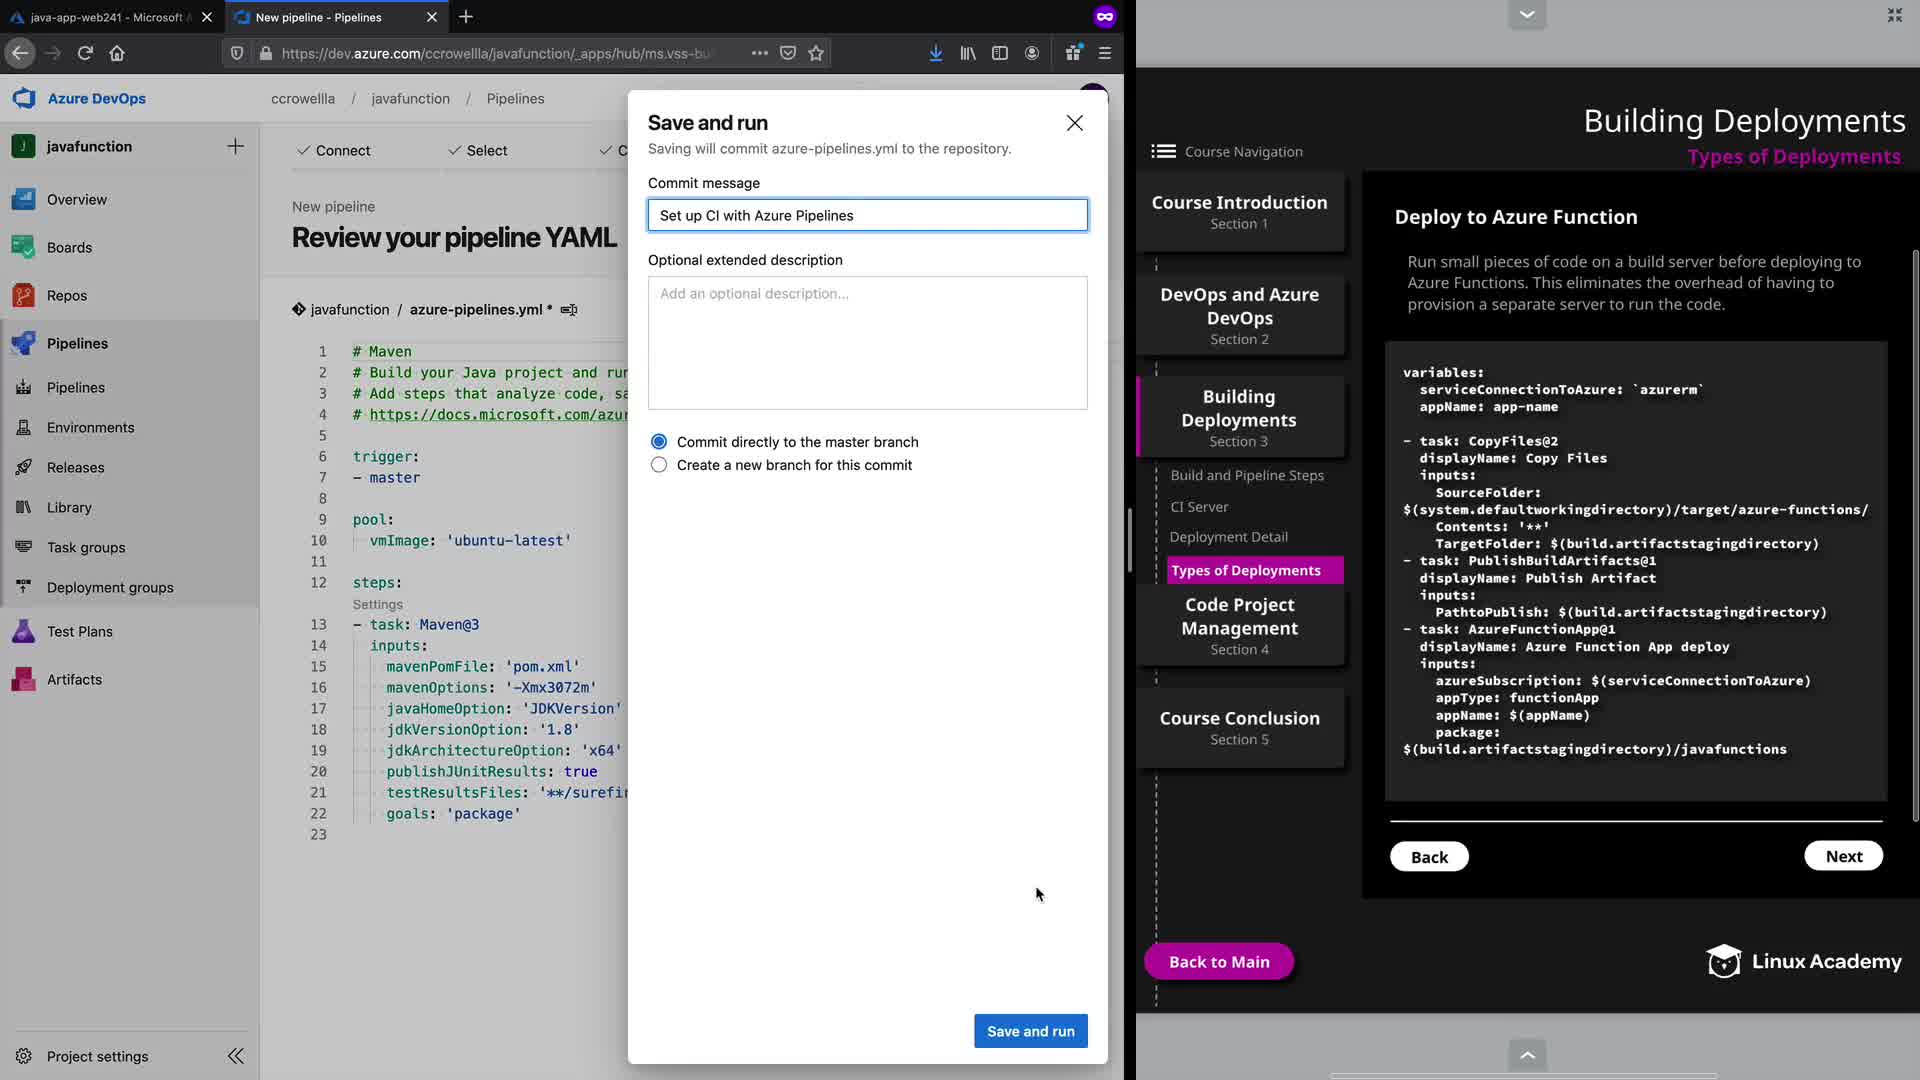 java-app-web241 - Microsoft
New pipeline - Pipelines
https://dev.azure.com/ccrowellla/javafunction/_apps/hub/ms.vss-bu
Azure DevOps
ccrowellla / javafunction / Pipelines
javafunction
Overview
Boards
Repos
Pipelines
Pipelines
Environments
Releases
Library
Task groups
Deployment groups
Test Plans
Artifacts
Project settings
Connect
Select
C
New pipeline
Review your pipeline YAML
javafunction / azure-pipelines.yml *
1 # Maven
2 # Build your Java project and run
3 # Add steps that analyze code, sa
4 # https://docs.microsoft.com/azur
5
6 trigger:
7 - master
8
9 pool:
10 vmImage: 'ubuntu-latest'
11
12 steps:
Settings
13 - task: Maven@3
14 inputs:
15 mavenPomFile: 'pom.xml'
16 mavenOptions: '-Xmx3072m'
17 javaHomeOption: 'JDKVersion'
18 jdkVersionOption: '1.8'
19 jdkArchitectureOption: 'x64'
20 publishJUnitResults: true
21 testResultsFiles: '**/surefir
22 goals: 'package'
23
Save and run
Saving will commit azure-pipelines.yml to the repository.
Commit message
Set up CI with Azure Pipelines
Optional extended description
Add an optional description...
Commit directly to the master branch
Create a new branch for this commit
Save and run
Building Deployments
Types of Deployments
Course Navigation
Course Introduction
Section 1
DevOps and Azure
DevOps
Section 2
Building
Deployments
Section 3
Build and Pipeline Steps
CI Server
Deployment Detail
Types of Deployments
Code Project
Management
Section 4
Course Conclusion
Section 5
Back to Main
Deploy to Azure Function
Run small pieces of code on a build server before deploying to
Azure Functions. This eliminates the overhead of having to
provision a separate server to run the code.
variables:
serviceConnectionToAzure: `azurerm`
appName: app-name
- task: CopyFiles@2
displayName: Copy Files
inputs:
SourceFolder:
$(system.defaultworkingdirectory)/target/azure-functions/
Contents: '**'
TargetFolder: $(build.artifactstagingdirectory)
- task: PublishBuildArtifacts@1
displayName: Publish Artifact
inputs:
PathtoPublish: $(build.artifactstagingdirectory)
- task: AzureFunctionApp@1
displayName: Azure Function App deploy
inputs:
azureSubscription: $(serviceConnectionToAzure)
appType: functionApp
appName: $(appName)
package:
$(build.artifactstagingdirectory)/javafunctions
Back
Next
Linux Academy